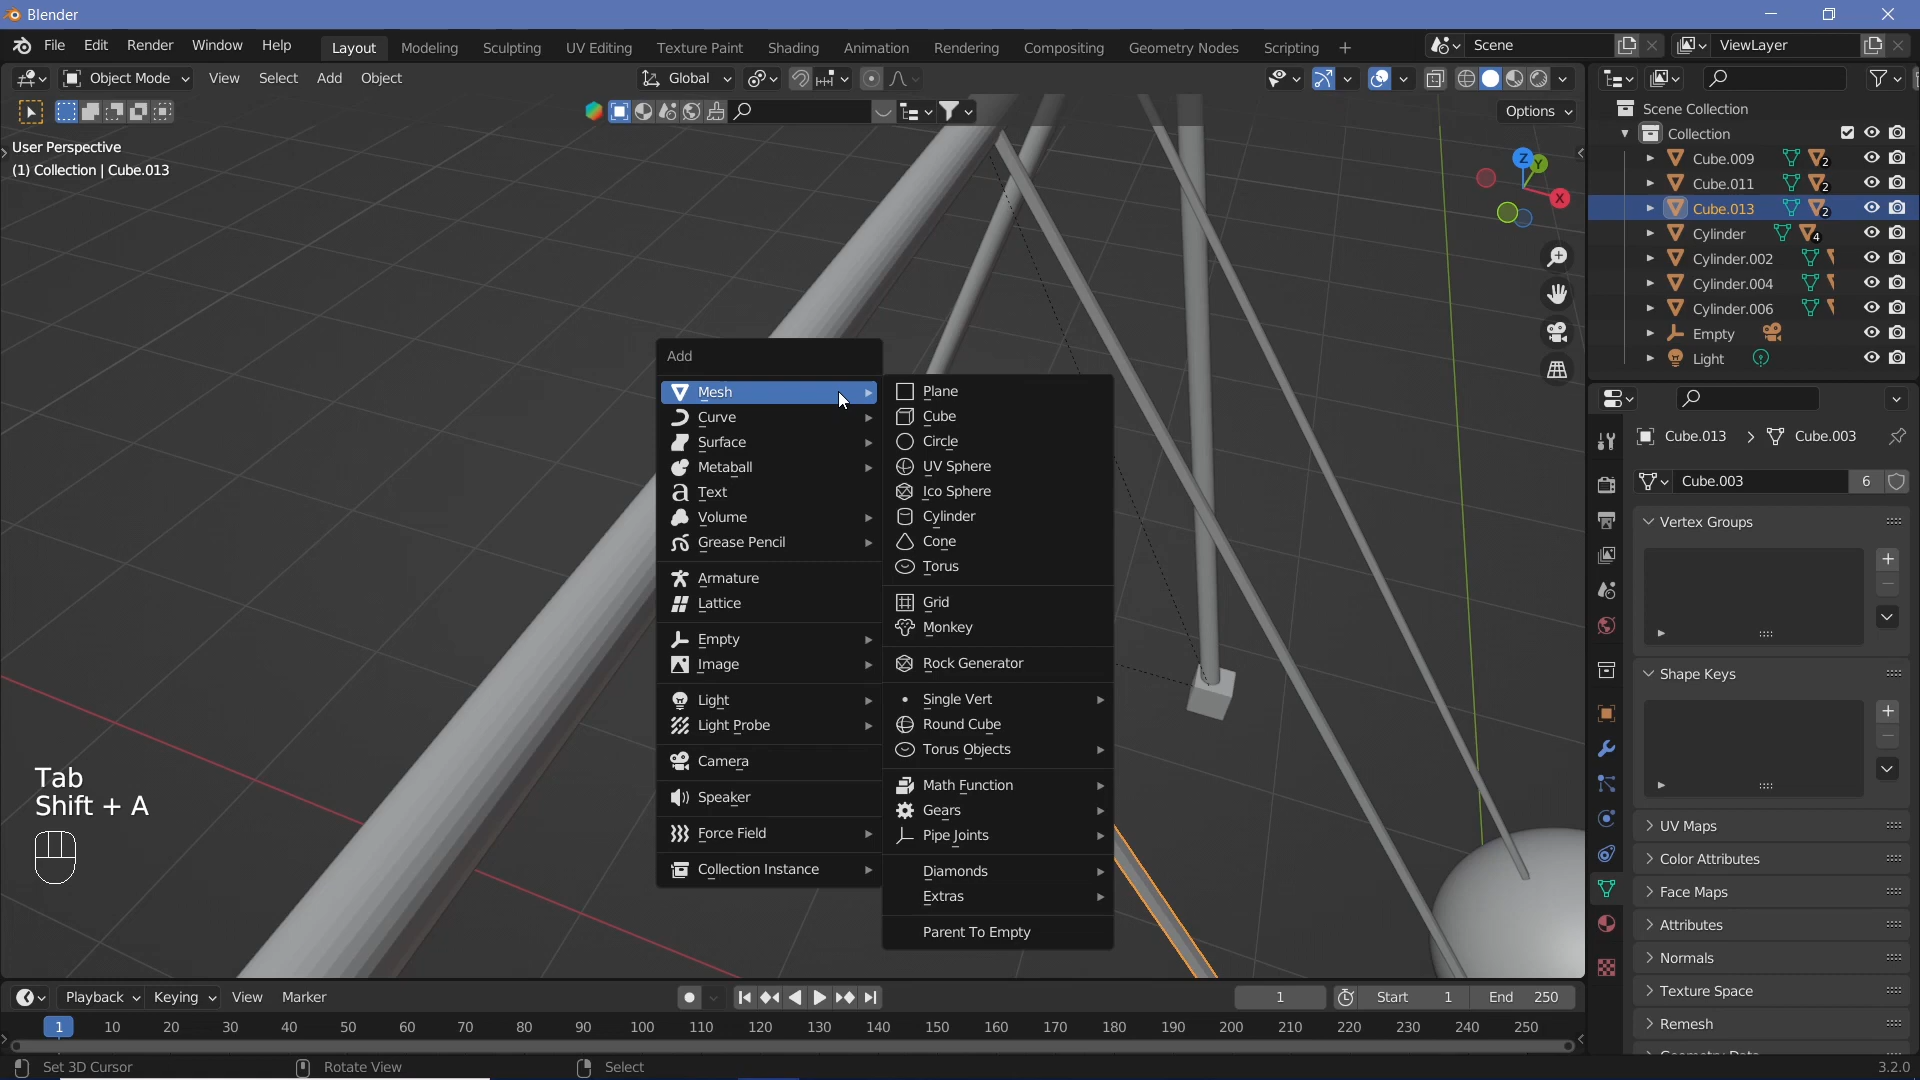 Blender
File Edit Render Window Help
Layout Modeling Sculpting UV Editing Texture Paint Shading Animation Rendering Compositing Geometry Nodes Scripting +
Scene
ViewLayer
Object Mode View Select Add Object
Global
Options
User Perspective
(1) Collection | Cube.013
Z
Y
X
Scene Collection
Collection
Cube.009 2
Cube.011 2
Cube.013 2
Cylinder 4
Cylinder.002
Cylinder.004
Cylinder.006
Empty
Light
Add
Mesh
Curve
Surface
Metaball
Text
Volume
Grease Pencil
Armature
Lattice
Empty
Image
Light
Light Probe
Camera
Speaker
Force Field
Collection Instance
Plane
Cube
Circle
UV Sphere
Ico Sphere
Cylinder
Cone
Torus
Grid
Monkey
Rock Generator
Single Vert
Round Cube
Torus Objects
Math Function
Gears
Pipe Joints
Diamonds
Extras
Parent To Empty
Tab
Shift + A
Cube.013 > Cube.003
Cube.003 6
Vertex Groups
Shape Keys
UV Maps
Color Attributes
Face Maps
Attributes
Normals
Texture Space
Remesh
Playback Keying View Marker
1
Start 1
End 250
1 10 20 30 40 50 60 70 80 90 100 110 120 130 140 150 160 170 180 190 200 210 220 230 240 250
Set 3D Cursor
Rotate View
Select
3.2.0